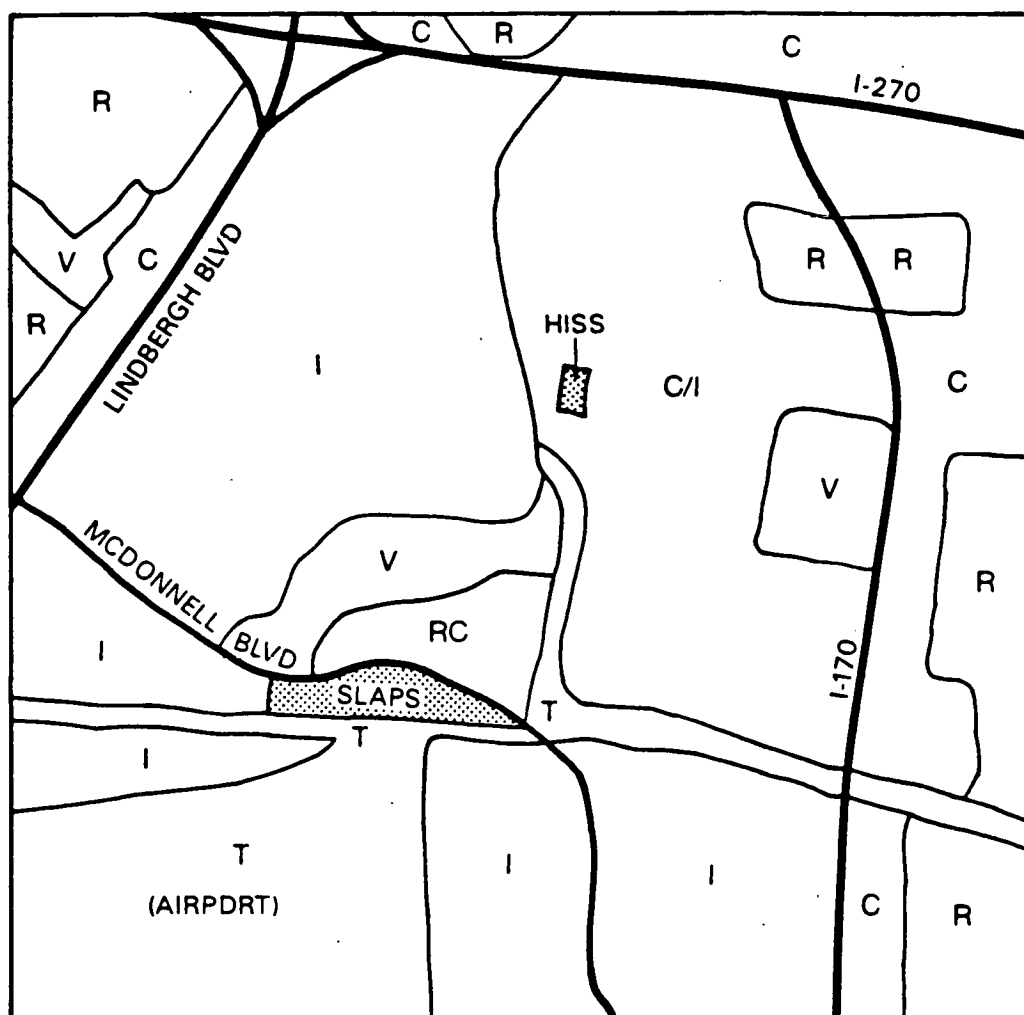 C
R
C
I-270
R
V
C
R
R
R
LINDBERGH BLVD
HISS
I
C/I
C
V
V
R
MCDONNELL BLVD
RC
I
I-170
SLAPS
T
T
I
T
(AIRPDRT)
I
I
C
R